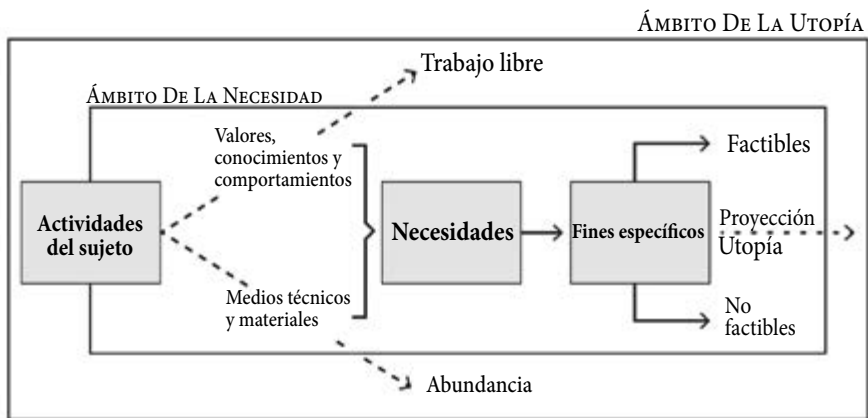 ÁMBITO DE LA UTOPÍA
Trabajo libre
ÁMBITO DE LA NECESIDAD
Valores,
conocimientos y
comportamientos
Actividades
del sujeto
Medios técnicos
y materiales
Abundancia
Necesidades
Fines específicos
Factibles
Proyección
Utopía
No
factibles